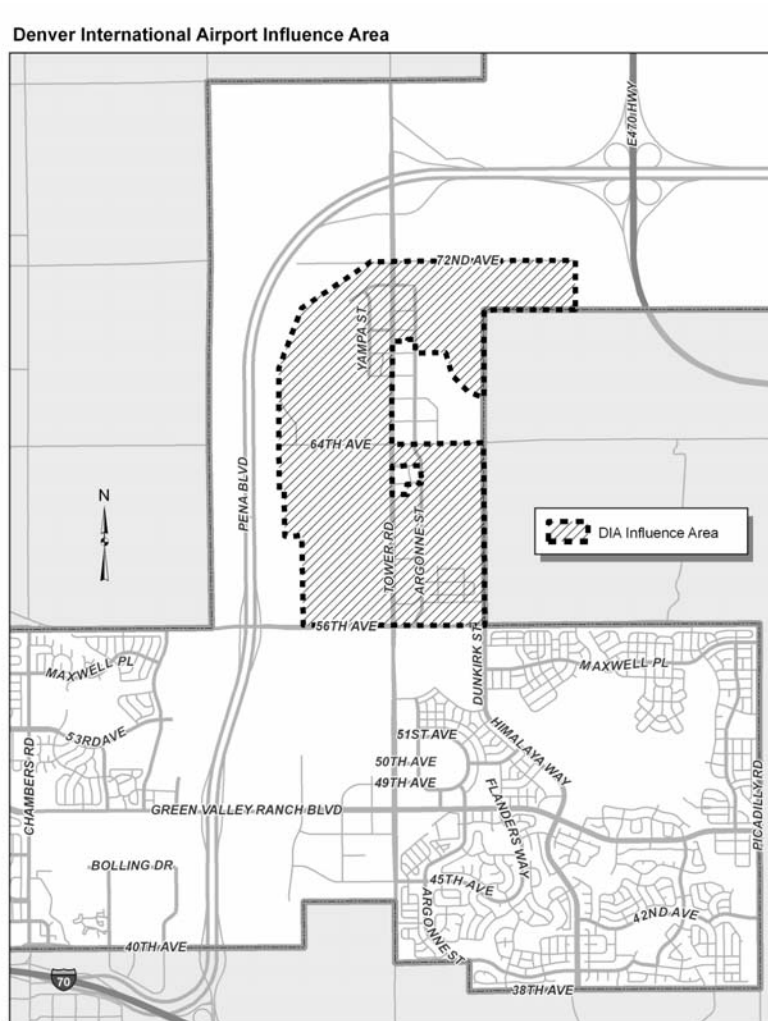 Denver International Airport Influence Area
E470 HWY
72ND AVE
YAMPA ST
64TH AVE
PENA BLVD
N
TOWER RD
ARGONNE ST
DIA Influence Area
56TH AVE
DUNKIRK ST
MAXWELL PL
MAXWELL PL
53RD AVE
51ST AVE
HIMALAYA WAY
50TH AVE
49TH AVE
CHAMBERS RD
PICADILLY RD
GREEN VALLEY RANCH BLVD
FLANDERS WAY
BOLLING DR
45TH AVE
ARGONNE ST
42ND AVE
40TH AVE
70
38TH AVE